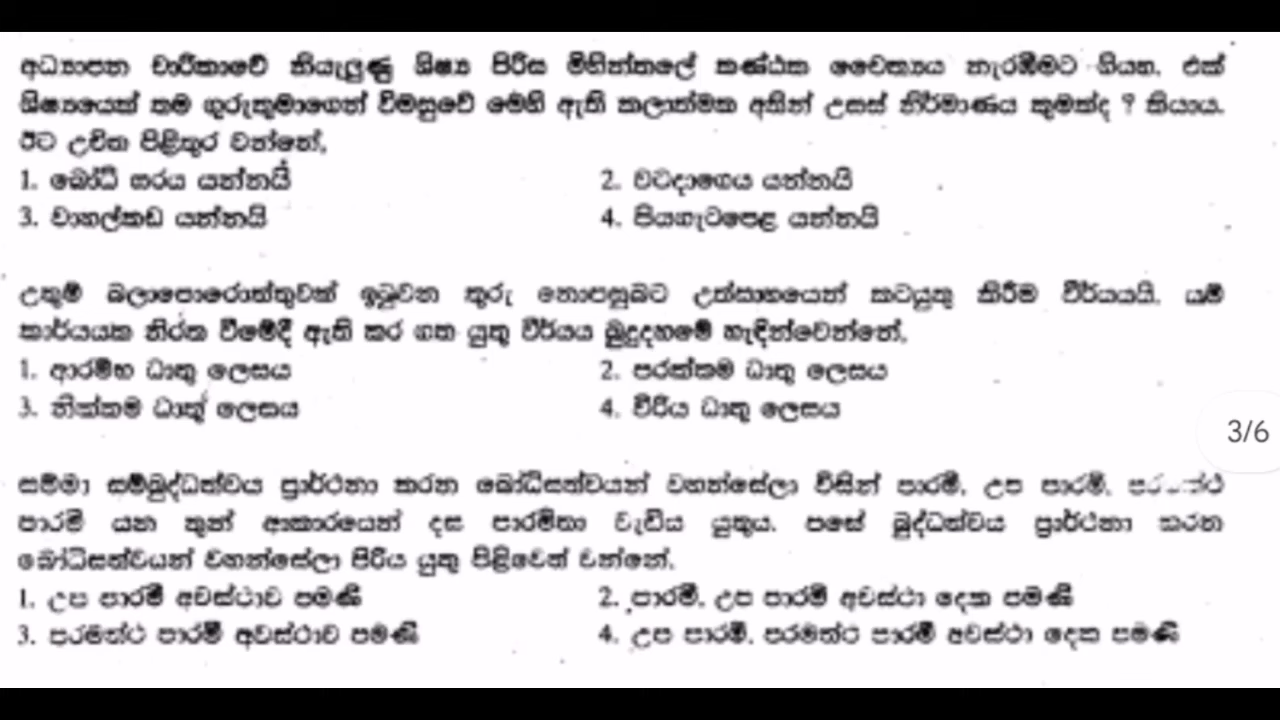 අධ්‍යාපන චාරිකාවේ නියැලුණු ශිෂ්‍ය පිරිස මිහින්තලේ කණ්ඨක චෛත්‍යය නැරඹීමට ගියහ. එක්
ශිෂ්‍යයෙක් තම ගුරුතුමාගෙන් විමසුවේ මෙහි ඇති කලාත්මක අතින් උසස් නිර්මාණය කුමක්ද ? කියාය.
ඊට උචිත පිළිතුර වන්නේ,
1. බෝධි ඝරය යන්නයි
2. වටදාගෙය යන්නයි
3. වාහල්කඩ යන්නයි
4. පියගැටපෙළ යන්නයි
උතුම් බලාපොරොත්තුවක් ඉටුවන තුරු නොපසුබට උත්සාහයෙන් කටයුතු කිරීම වීර්යයයි. යම්
කාර්යයක නිරත වීමේදී ඇති කර ගත යුතු වීර්යය බුදුදහමේ හැඳින්වෙන්නේ,
1. ආරම්භ ධාතු ලෙසය
2. පරක්කම ධාතු ලෙසය
3. නික්කම ධාතු ලෙසය
4. විරිය ධාතු ලෙසය
3/6
සම්මා සම්බුද්ධත්වය ප්‍රාර්ථනා කරන බෝධිසත්වයන් වහන්සේලා විසින් පාරමී, උප පාරමී, පරමත්ථ
පාරමී යන තුන් ආකාරයෙන් දස පාරමිතා වැඩිය යුතුය. පසේ බුද්ධත්වය ප්‍රාර්ථනා කරන
බෝධිසත්වයන් වහන්සේලා පිරිය යුතු පිළිවෙත් වන්නේ,
1. උප පාරමී අවස්ථාව පමණි
2. පාරමී, උප පාරමී අවස්ථා දෙක පමණි
3. පරමත්ථ පාරමී අවස්ථාව පමණි
4. උප පාරමී, පරමත්ථ පාරමී අවස්ථා දෙක පමණි